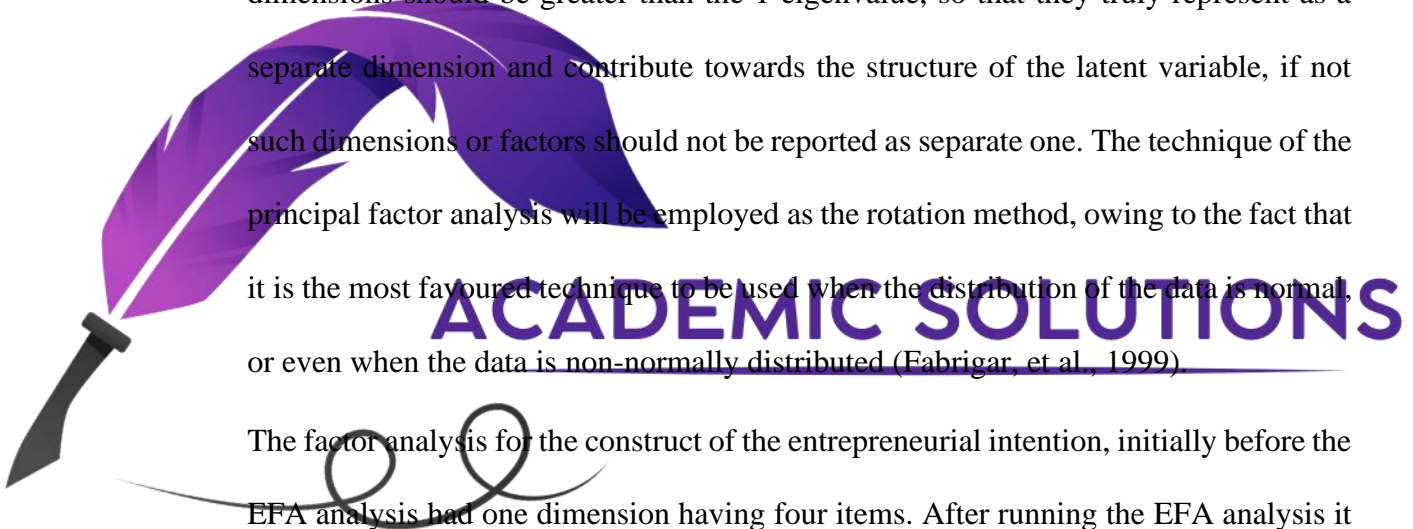 dimensions should be greater than the 1 eigenvalue, so that they truly represent as a
separate dimension and contribute towards the structure of the latent variable, if not
such dimensions or factors should not be reported as separate one. The technique of the
principal factor analysis will be employed as the rotation method, owing to the fact that
it is the most favoured technique to be used when the distribution of the data is normal,
ACADEMIC SOLUTIONS
or even when the data is non-normally distributed (Fabrigar, et al., 1999).
The factor analysis for the construct of the entrepreneurial intention, initially before the
EFA analysis had one dimension having four items. After running the EFA analysis it